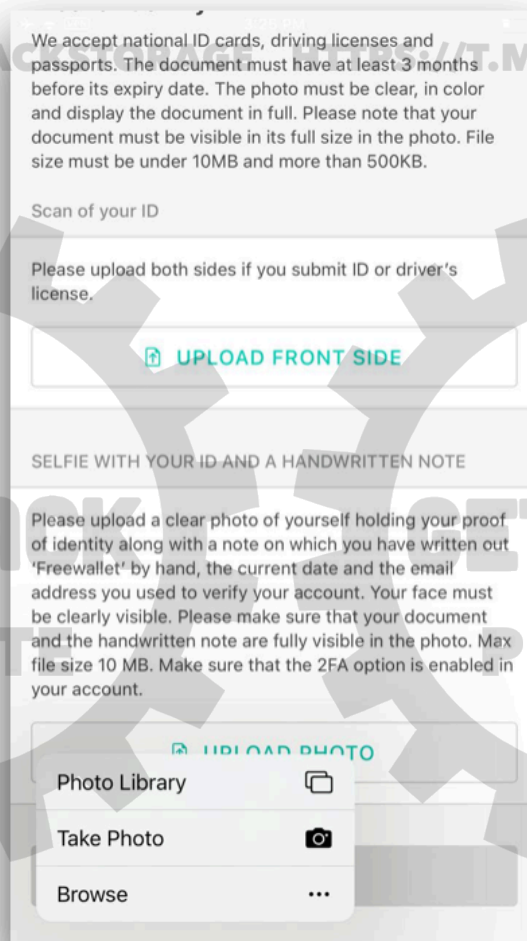 3:25 PM
ACKSTORAGE HTTPS://T.M
We accept national ID cards, driving licenses and
passports. The document must have at least 3 months
before its expiry date. The photo must be clear, in color
and display the document in full. Please note that your
document must be visible in its full size in the photo. File
size must be under 10MB and more than 500KB.
Scan of your ID
Please upload both sides if you submit ID or driver's
license.
UPLOAD FRONT SIDE
SELFIE WITH YOUR ID AND A HANDWRITTEN NOTE
OCK GET
Please upload a clear photo of yourself holding your proof
of identity along with a note on which you have written out
'Freewallet' by hand, the current date and the email
address you used to verify your account. Your face must
be clearly visible. Please make sure that your document
and the handwritten note are fully visible in the photo. Max
file size 10 MB. Make sure that the 2FA option is enabled in
your account.
TE P
UPLOAD PHOTO
Photo Library
Take Photo
Browse